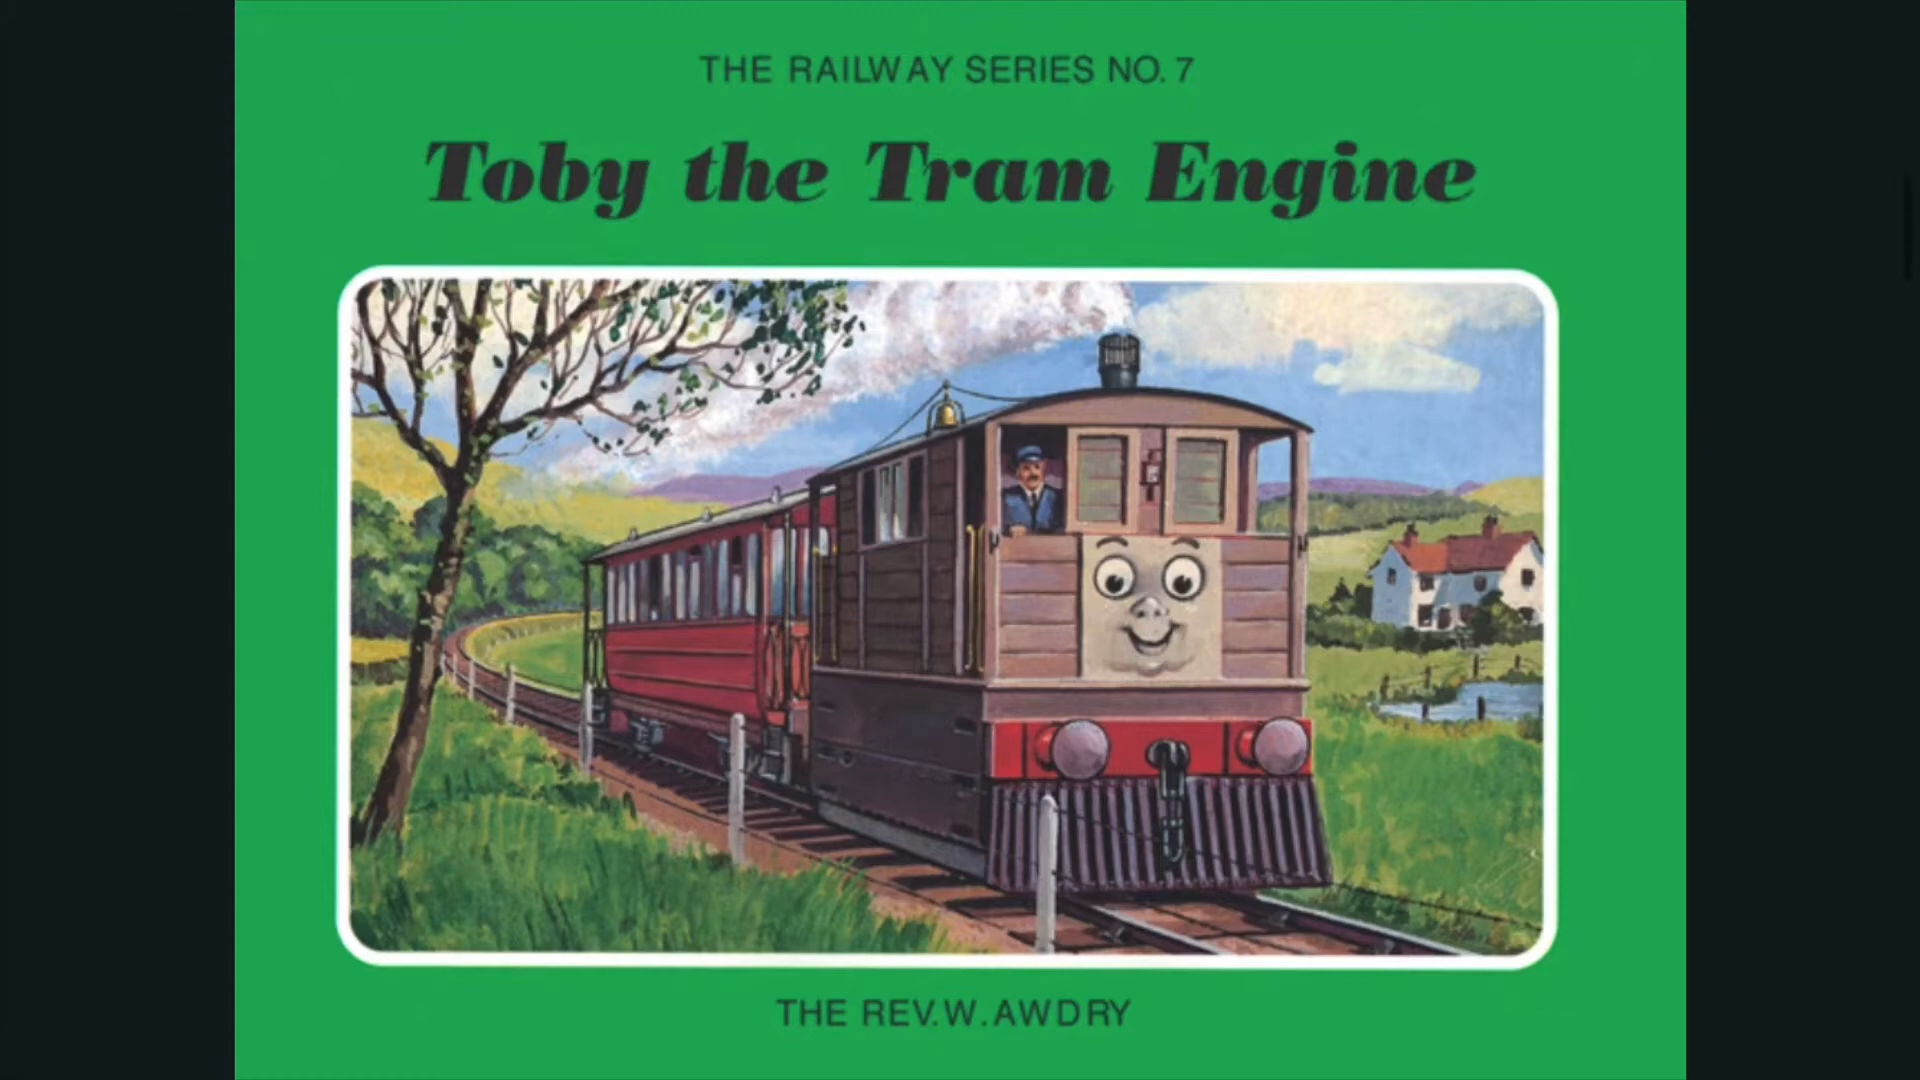 THE RAILWAY SERIES NO. 7
Toby the Tram Engine
THE REV. W. AWDRY